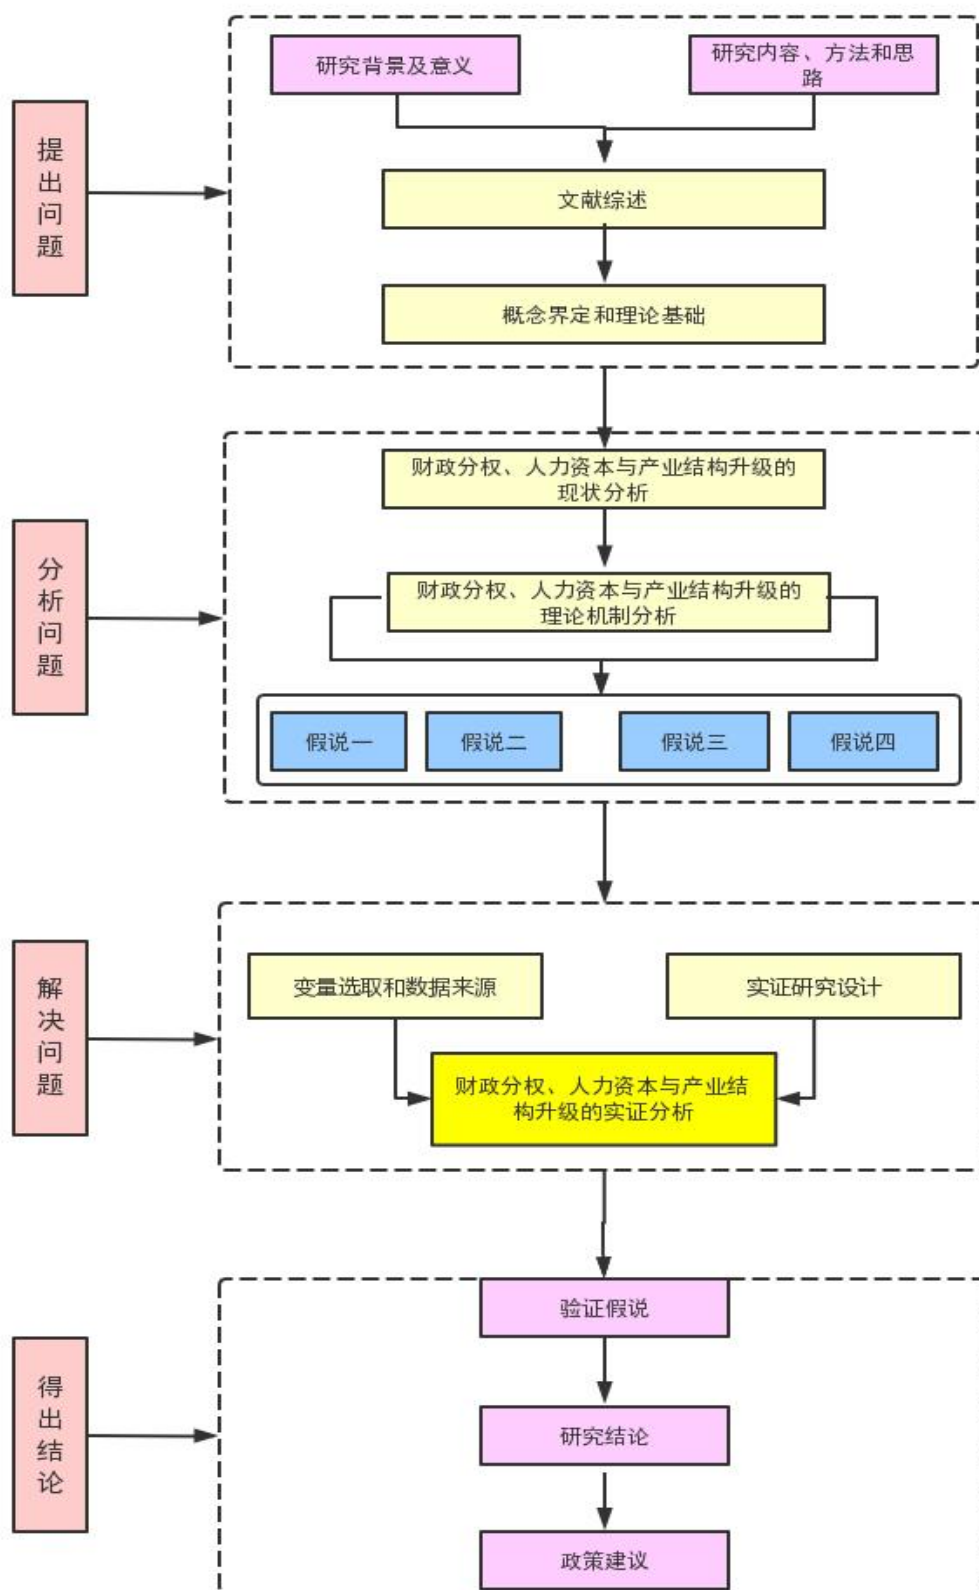 提出问题
研究背景及意义
研究内容、方法和思
路
文献综述
概念界定和理论基础
分析问题
财政分权、人力资本与产业结构升级的
现状分析
财政分权、人力资本与产业结构升级的
理论机制分析
假说一
假说二
假说三
假说四
解决问题
变量选取和数据来源
实证研究设计
财政分权、人力资本与产业结
构升级的实证分析
得出结论
验证假说
研究结论
政策建议